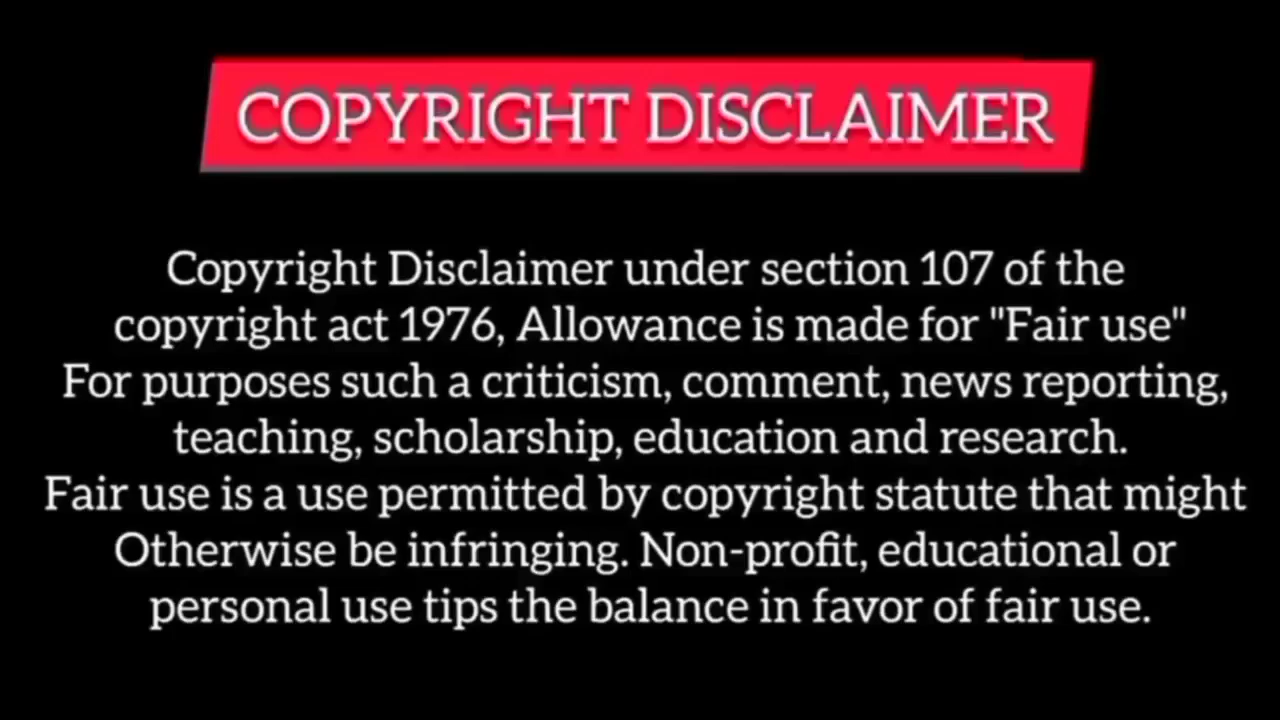 COPYRIGHT DISCLAIMER
Copyright Disclaimer under section 107 of the
copyright act 1976, Allowance is made for "Fair use"
For purposes such a criticism, comment, news reporting,
teaching, scholarship, education and research.
Fair use is a use permitted by copyright statute that might
Otherwise be infringing. Non-profit, educational or
personal use tips the balance in favor of fair use.